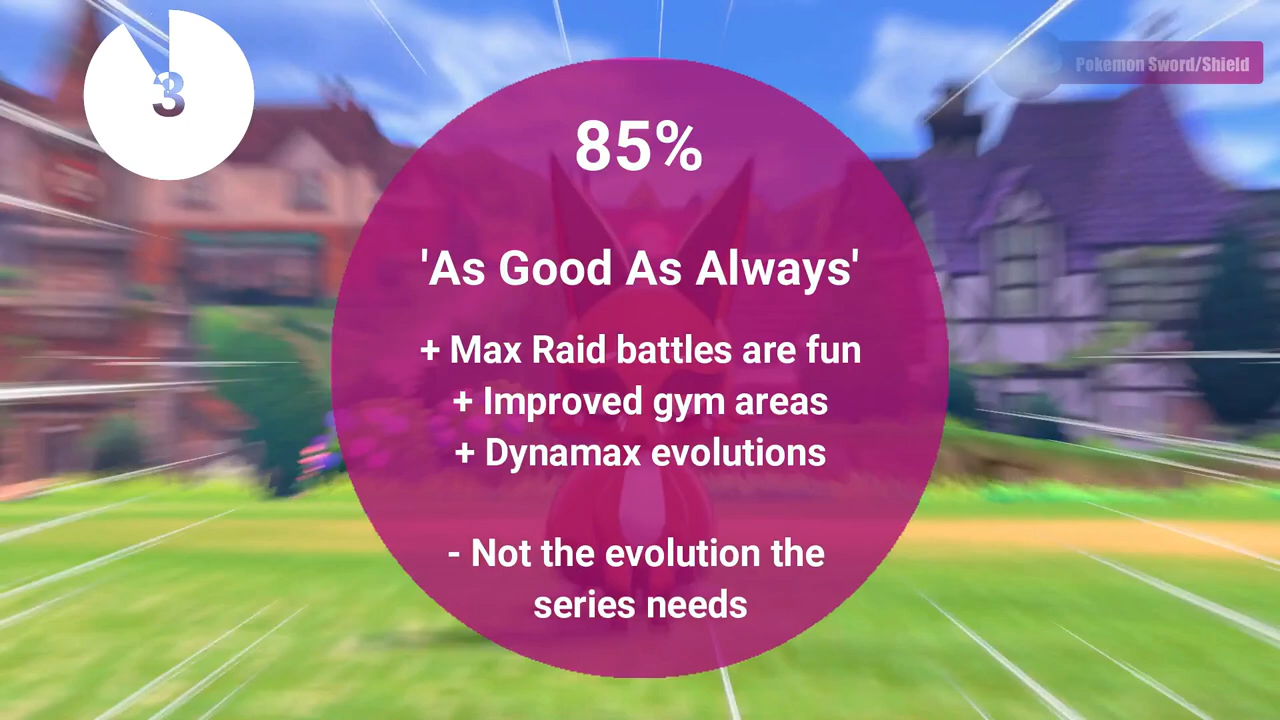 3
Pokemon Sword/Shield
85%
'As Good As Always'
+ Max Raid battles are fun
+ Improved gym areas
+ Dynamax evolutions
- Not the evolution the
series needs